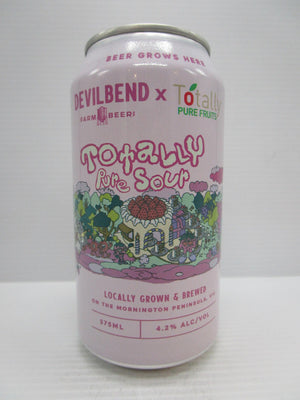 BEER GROWS HERE
DEVILBEND x Totally
FARM BEER PURE FRUITS
TOtaLLY
Pure Sour
LOCALLY GROWN & BREWED
ON THE MORNINGTON PENINSULA,
375ML 4.2% ALC/VOL